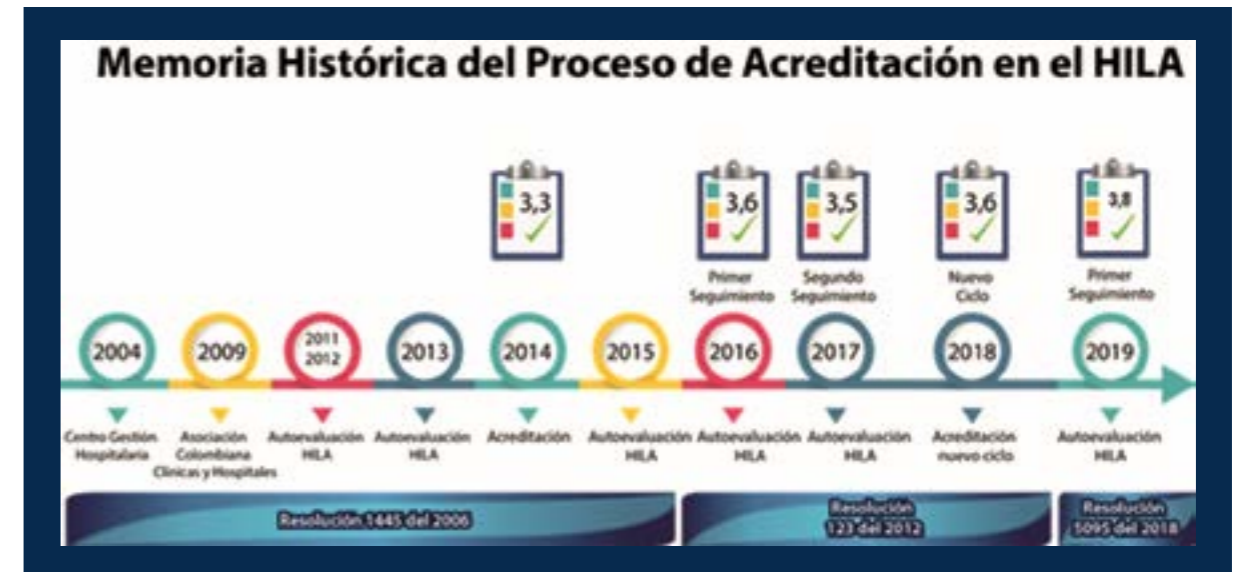 Memoria Histórica del Proceso de Acreditación en el HILA
3,3
3,6
3,5
3,6
3,8
Primer
Seguimiento
Segundo
Seguimiento
Nuevo
Ciclo
Primer
Seguimiento
2004
2009
2011
2012
2013
2014
2015
2016
2017
2018
2019
Centro Gestión
Hospitalaria
Asociación
Colombiana
Clínicas y Hospitales
Autoevaluación
HILA
Autoevaluación
HILA
Acreditación
Autoevaluación
HILA
Autoevaluación
HILA
Autoevaluación
HILA
Acreditación
nuevo ciclo
Autoevaluación
HILA
Resolución 1445 del 2006
Resolución
123 del 2012
Resolución
5095 del 2018